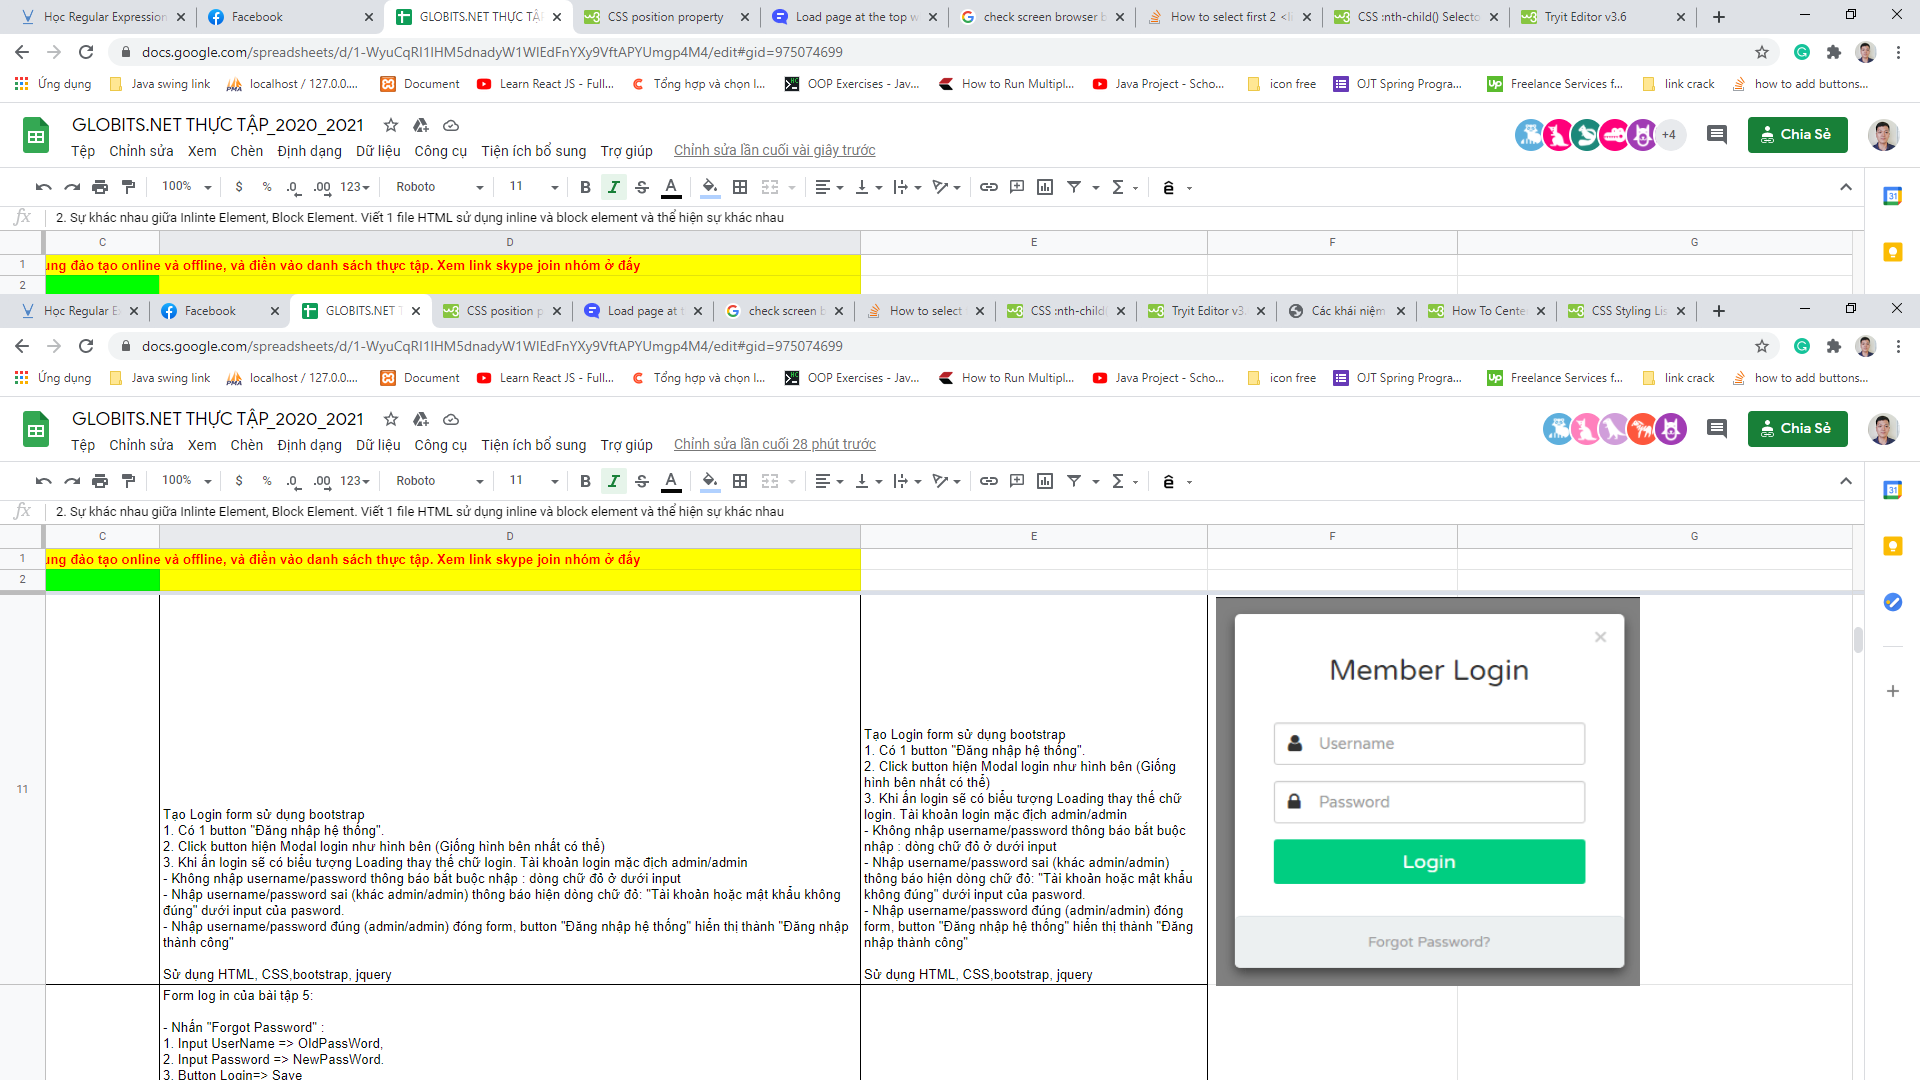 Học Regular Expression
Facebook
GLOBITS.NET THỰC TẬ
CSS position property
Load page at the top w
check screen browser b
How to select first 2 <li
CSS :nth-child() Selecto
Tryit Editor v3.6
docs.google.com/spreadsheets/d/1-WyuCqRI1IHM5dnadyW1WIEdFnYXy9VftAPYUmgp4M4/edit#gid=975074699
Ứng dụng
Java swing link
localhost / 127.0.0....
Document
Learn React JS - Full...
Tổng hợp và chọn l...
OOP Exercises - Jav...
How to Run Multipl...
Java Project - Scho...
icon free
OJT Spring Progra...
Freelance Services f...
link crack
how to add buttons...
GLOBITS.NET THỰC TẬP_2020_2021
+4
Chia Sẻ
Tệp Chỉnh sửa Xem Chèn Định dạng Dữ liệu Công cụ Tiện ích bổ sung Trợ giúp Chỉnh sửa lần cuối vài giây trước
100% $ % .0 .00 123 Roboto 11 B I S A
fx 2. Sự khác nhau giữa Inlinte Element, Block Element. Viết 1 file HTML sử dụng inline và block element và thể hiện sự khác nhau
C D E F G
1 ung đảo tạo online và offline, và điền vào danh sách thực tập. Xem link skype join nhóm ở đấy
2
Học Regular E
Facebook
GLOBITS.NET T
CSS position p
Load page at t
check screen b
How to select
CSS :nth-child(
Tryit Editor v3.
Các khái niệm
How To Cente
CSS Styling Lis
docs.google.com/spreadsheets/d/1-WyuCqRI1IHM5dnadyW1WIEdFnYXy9VftAPYUmgp4M4/edit#gid=975074699
Ứng dụng
Java swing link
localhost / 127.0.0....
Document
Learn React JS - Full...
Tổng hợp và chọn l...
OOP Exercises - Jav...
How to Run Multipl...
Java Project - Scho...
icon free
OJT Spring Progra...
Freelance Services f...
link crack
how to add buttons...
GLOBITS.NET THỰC TẬP_2020_2021
Chia Sẻ
Tệp Chỉnh sửa Xem Chèn Định dạng Dữ liệu Công cụ Tiện ích bổ sung Trợ giúp Chỉnh sửa lần cuối 28 phút trước
100% $ % .0 .00 123 Roboto 11 B I S A
fx 2. Sự khác nhau giữa Inlinte Element, Block Element. Viết 1 file HTML sử dụng inline và block element và thể hiện sự khác nhau
C D E F G
1 ung đảo tạo online và offline, và điền vào danh sách thực tập. Xem link skype join nhóm ở đấy
2
11
Tạo Login form sử dụng bootstrap
1. Có 1 button "Đăng nhập hệ thống".
2. Click button hiện Modal login như hình bên (Giống hình bên nhất có thể)
3. Khi ấn login sẽ có biểu tượng Loading thay thế chữ login. Tài khoản login mặc địch admin/admin
- Không nhập username/password thông báo bắt buộc nhập : dòng chữ đỏ ở dưới input
- Nhập username/password sai (khác admin/admin) thông báo hiện dòng chữ đỏ: "Tài khoản hoặc mật khẩu không
đúng" dưới input của pasword.
- Nhập username/password đúng (admin/admin) đóng form, button "Đăng nhập hệ thống" hiển thị thành "Đăng nhập
thành công"
Sử dụng HTML, CSS,bootstrap, jquery
Tạo Login form sử dụng bootstrap
1. Có 1 button "Đăng nhập hệ thống".
2. Click button hiện Modal login như hình bên (Giống
hình bên nhất có thể)
3. Khi ấn login sẽ có biểu tượng Loading thay thế chữ
login. Tài khoản login mặc địch admin/admin
- Không nhập username/password thông báo bắt buộc
nhập : dòng chữ đỏ ở dưới input
- Nhập username/password sai (khác admin/admin)
thông báo hiện dòng chữ đỏ: "Tài khoản hoặc mật khẩu
không đúng" dưới input của pasword.
- Nhập username/password đúng (admin/admin) đóng
form, button "Đăng nhập hệ thống" hiển thị thành "Đăng
nhập thành công"
Sử dụng HTML, CSS,bootstrap, jquery
Member Login
Username
Password
Login
Forgot Password?
Form log in của bài tập 5:
- Nhấn "Forgot Password" :
1. Input UserName => OldPassWord,
2. Input Password => NewPassWord.
3. Button Login=> Save